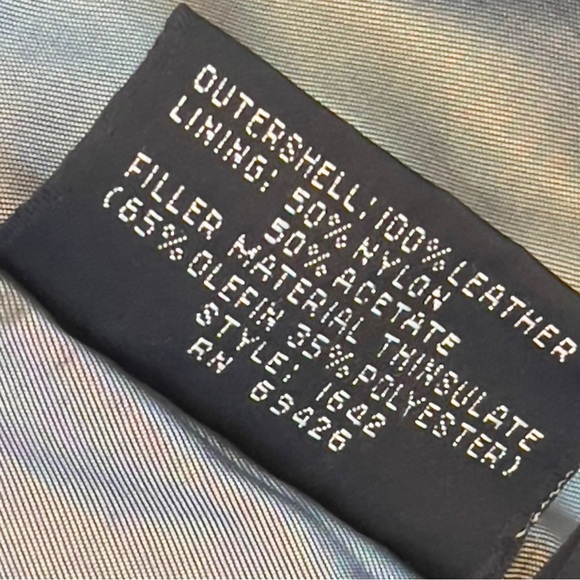 OUTERSHELL: 100% LEATHER
LINING: 50% NYLON
50% ACETATE
FILLER MATERIAL THINSULATE
(65% OLEFIN 35% POLYESTER)
STYLE: 1642
RN 69426